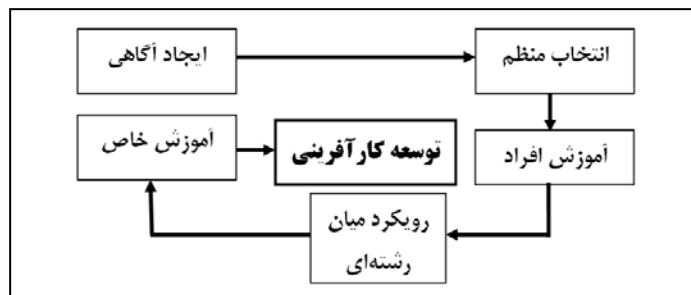 انتخاب منظم
ایجاد آگاهی
آموزش افراد
توسعه کارآفرینی
آموزش خاص
رویکرد میان
رشته‌ای